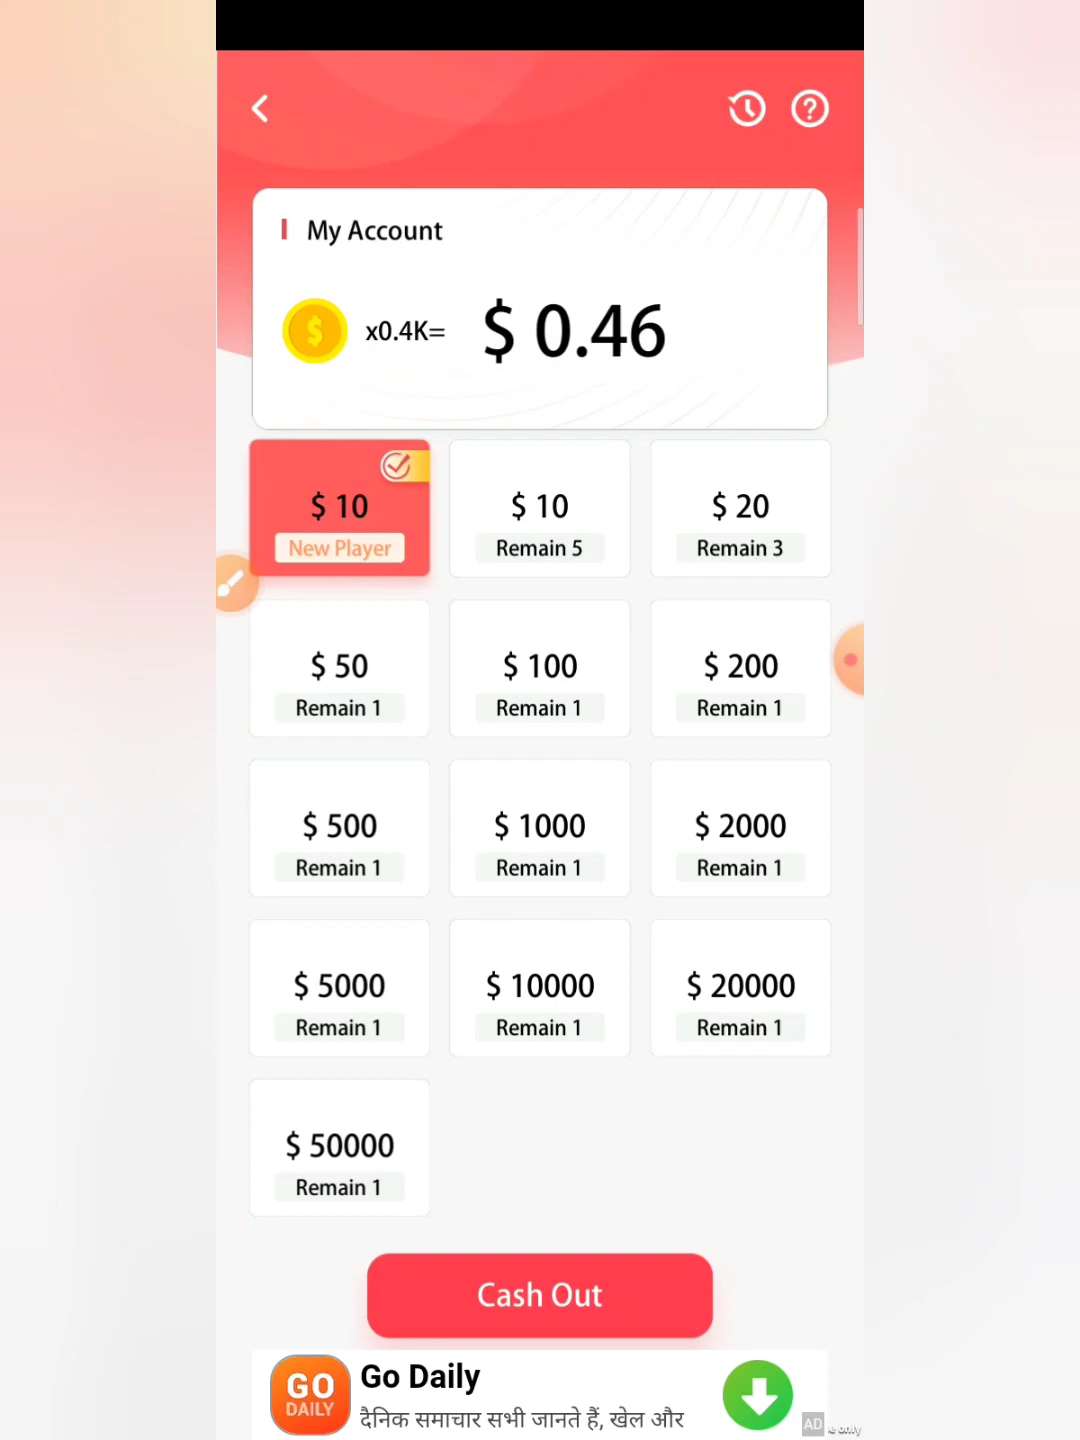 My Account
x0.4K=
$ 0.46
$ 10
New Player
$ 10
Remain 5
$ 20
Remain 3
$ 50
Remain 1
$ 100
Remain 1
$ 200
Remain 1
$ 500
Remain 1
$ 1000
Remain 1
$ 2000
Remain 1
$ 5000
Remain 1
$ 10000
Remain 1
$ 20000
Remain 1
$ 50000
Remain 1
Cash Out
GO
DAILY
Go Daily
दैनिक समाचार सभी जानते हैं, खेल और
AD
only